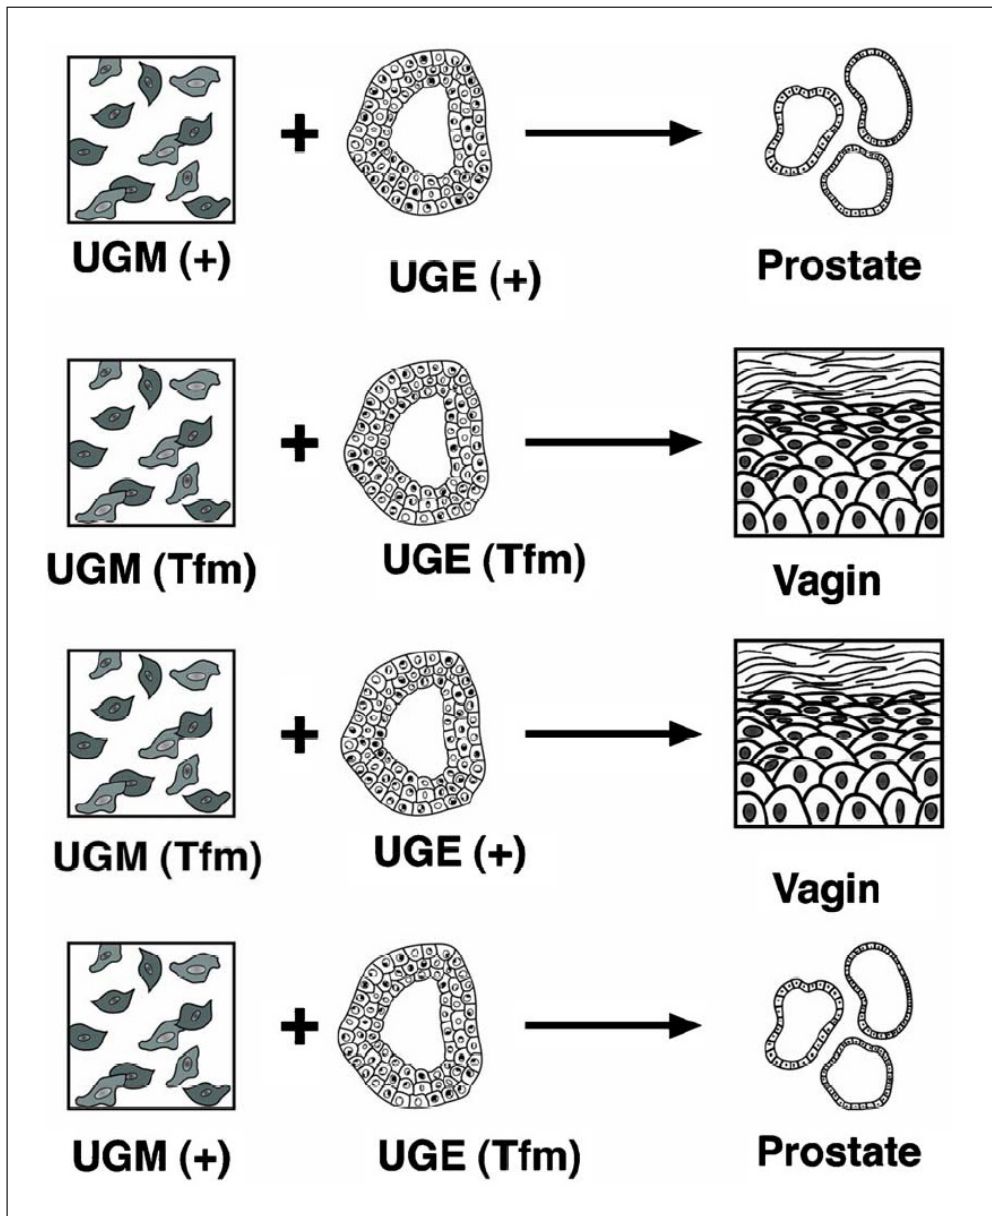 +
UGM (+)
UGE (+)
Prostate
+
UGM (Tfm)
UGE (Tfm)
Vagin
+
UGM (Tfm)
UGE (+)
Vagin
+
UGM (+)
UGE (Tfm)
Prostate